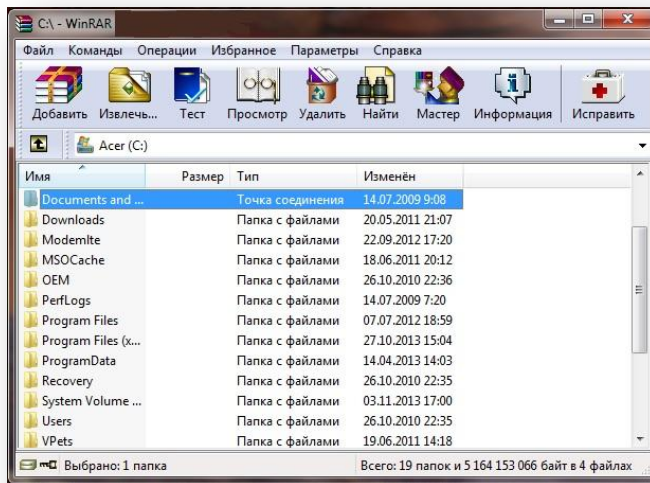 C:\ - WinRAR
Файл Команды Операции Избранное Параметры Справка
Добавить Извлечь... Тест Просмотр Удалить Найти Мастер Информация Исправить
Acer (C:)
Имя Размер Тип Изменён
Documents and ... Точка соединения 14.07.2009 9:08
Downloads Папка с файлами 20.05.2011 21:07
ModemIte Папка с файлами 22.09.2012 17:20
MSOCache Папка с файлами 18.06.2011 20:12
OEM Папка с файлами 26.10.2010 22:36
PerfLogs Папка с файлами 14.07.2009 7:20
Program Files Папка с файлами 07.07.2012 18:59
Program Files (x... Папка с файлами 27.10.2013 15:04
ProgramData Папка с файлами 14.04.2013 14:03
Recovery Папка с файлами 26.10.2010 22:35
System Volume ... Папка с файлами 03.11.2013 17:00
Users Папка с файлами 26.10.2010 22:35
VPets Папка с файлами 19.06.2011 14:18
Выбрано: 1 папка Всего: 19 папок и 5 164 153 066 байт в 4 файлах